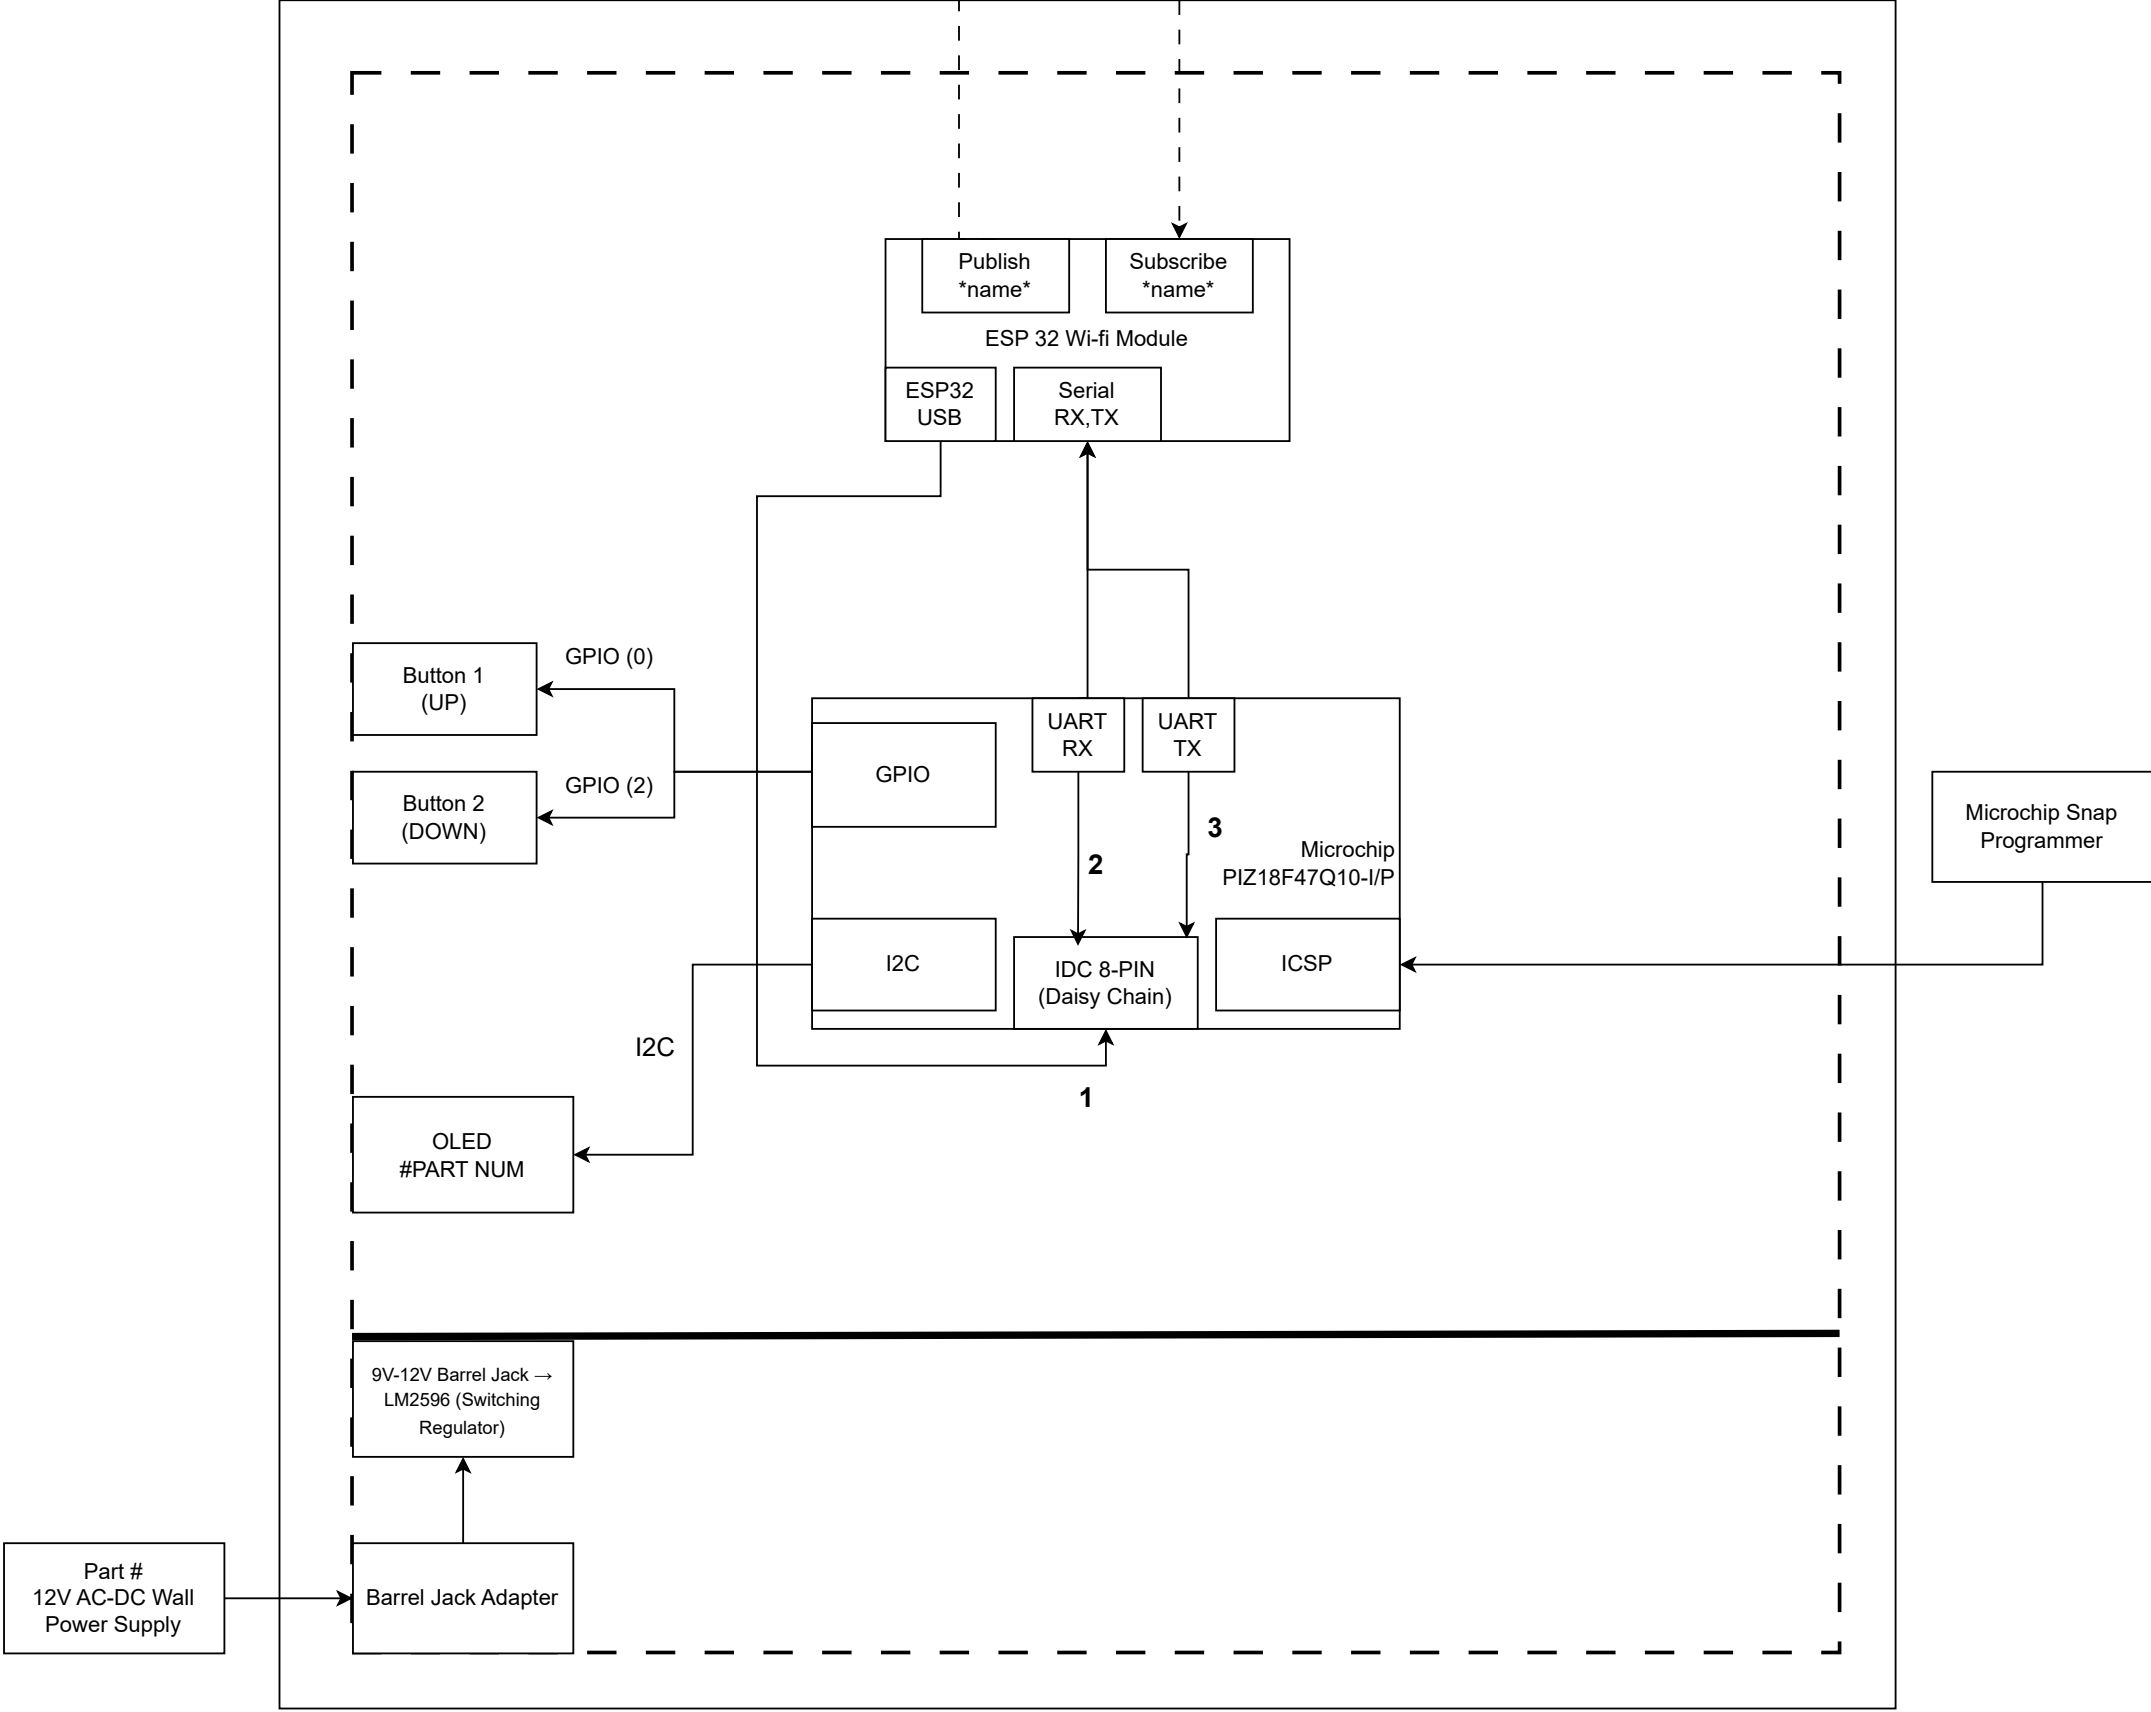 Publish
*name*
Subscribe
*name*
ESP 32 Wi-fi Module
ESP32
USB
Serial
RX,TX
Button 1
(UP)
GPIO (0)
Button 2
(DOWN)
GPIO (2)
GPIO
UART
RX
UART
TX
2
3
Microchip
PIZ18F47Q10-I/P
I2C
IDC 8-PIN
(Daisy Chain)
ICSP
Microchip Snap
Programmer
I2C
1
OLED
#PART NUM
9V-12V Barrel Jack →
LM2596 (Switching
Regulator)
Part #
12V AC-DC Wall
Power Supply
Barrel Jack Adapter